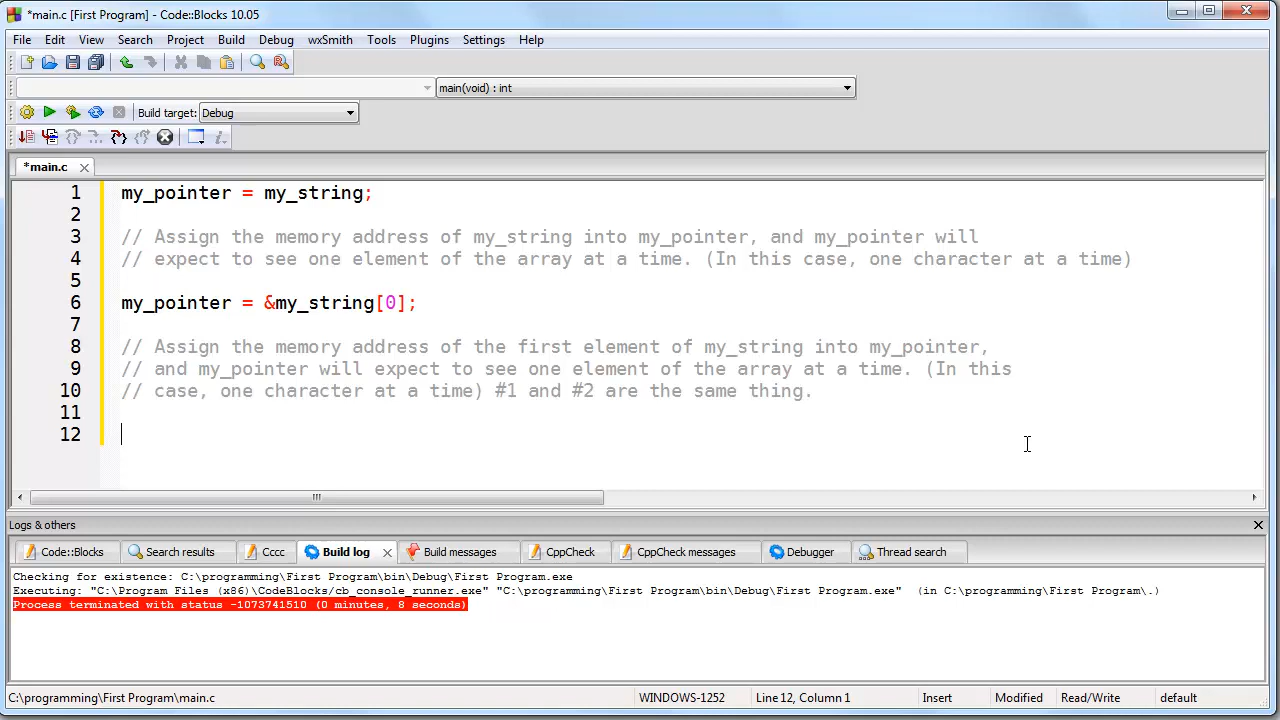 *main.c [First Program] - Code::Blocks 10.05
File Edit View Search Project Build Debug wxSmith Tools Plugins Settings Help
main(void) : int
Build target: Debug
*main.c
1 my_pointer = my_string;
2
3 // Assign the memory address of my_string into my_pointer, and my_pointer will
4 // expect to see one element of the array at a time. (In this case, one character at a time)
5
6 my_pointer = &my_string[0];
7
8 // Assign the memory address of the first element of my_string into my_pointer,
9 // and my_pointer will expect to see one element of the array at a time. (In this
10 // case, one character at a time) #1 and #2 are the same thing.
11
12
Logs & others
Code::Blocks Search results Cccc Build log Build messages CppCheck CppCheck messages Debugger Thread search
Checking for existence: C:\programming\First Program\bin\Debug\First Program.exe
Executing: "C:\Program Files (x86)\CodeBlocks/cb_console_runner.exe" "C:\programming\First Program\bin\Debug\First Program.exe"  (in C:\programming\First Program\.)
Process terminated with status -1073741510 (0 minutes, 8 seconds)
C:\programming\First Program\main.c WINDOWS-1252 Line 12, Column 1 Insert Modified Read/Write default